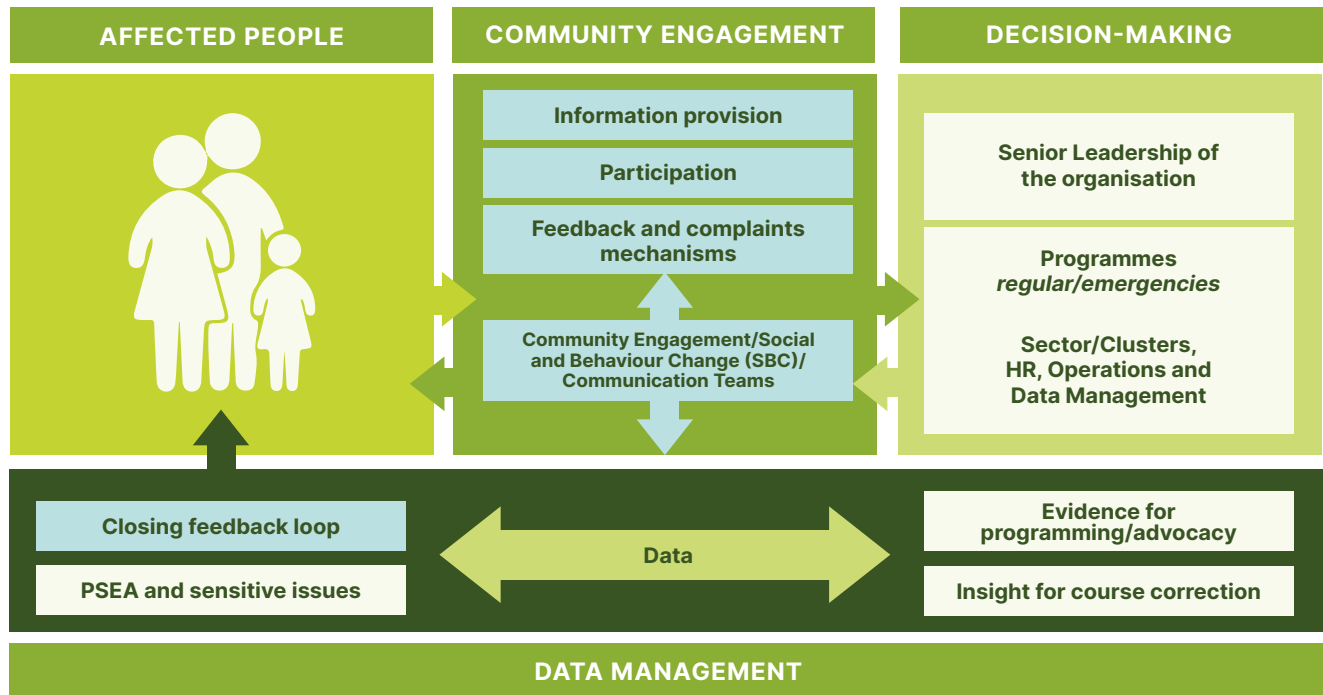 AFFECTED PEOPLE
COMMUNITY ENGAGEMENT
DECISION-MAKING
Information provision
Participation
Feedback and complaints
mechanisms
Community Engagement/Social
and Behaviour Change (SBC)/
Communication Teams
Senior Leadership of
the organisation
Programmes
regular/emergencies
Sector/Clusters,
HR, Operations and
Data Management
Closing feedback loop
PSEA and sensitive issues
Data
Evidence for
programming/advocacy
Insight for course correction
DATA MANAGEMENT